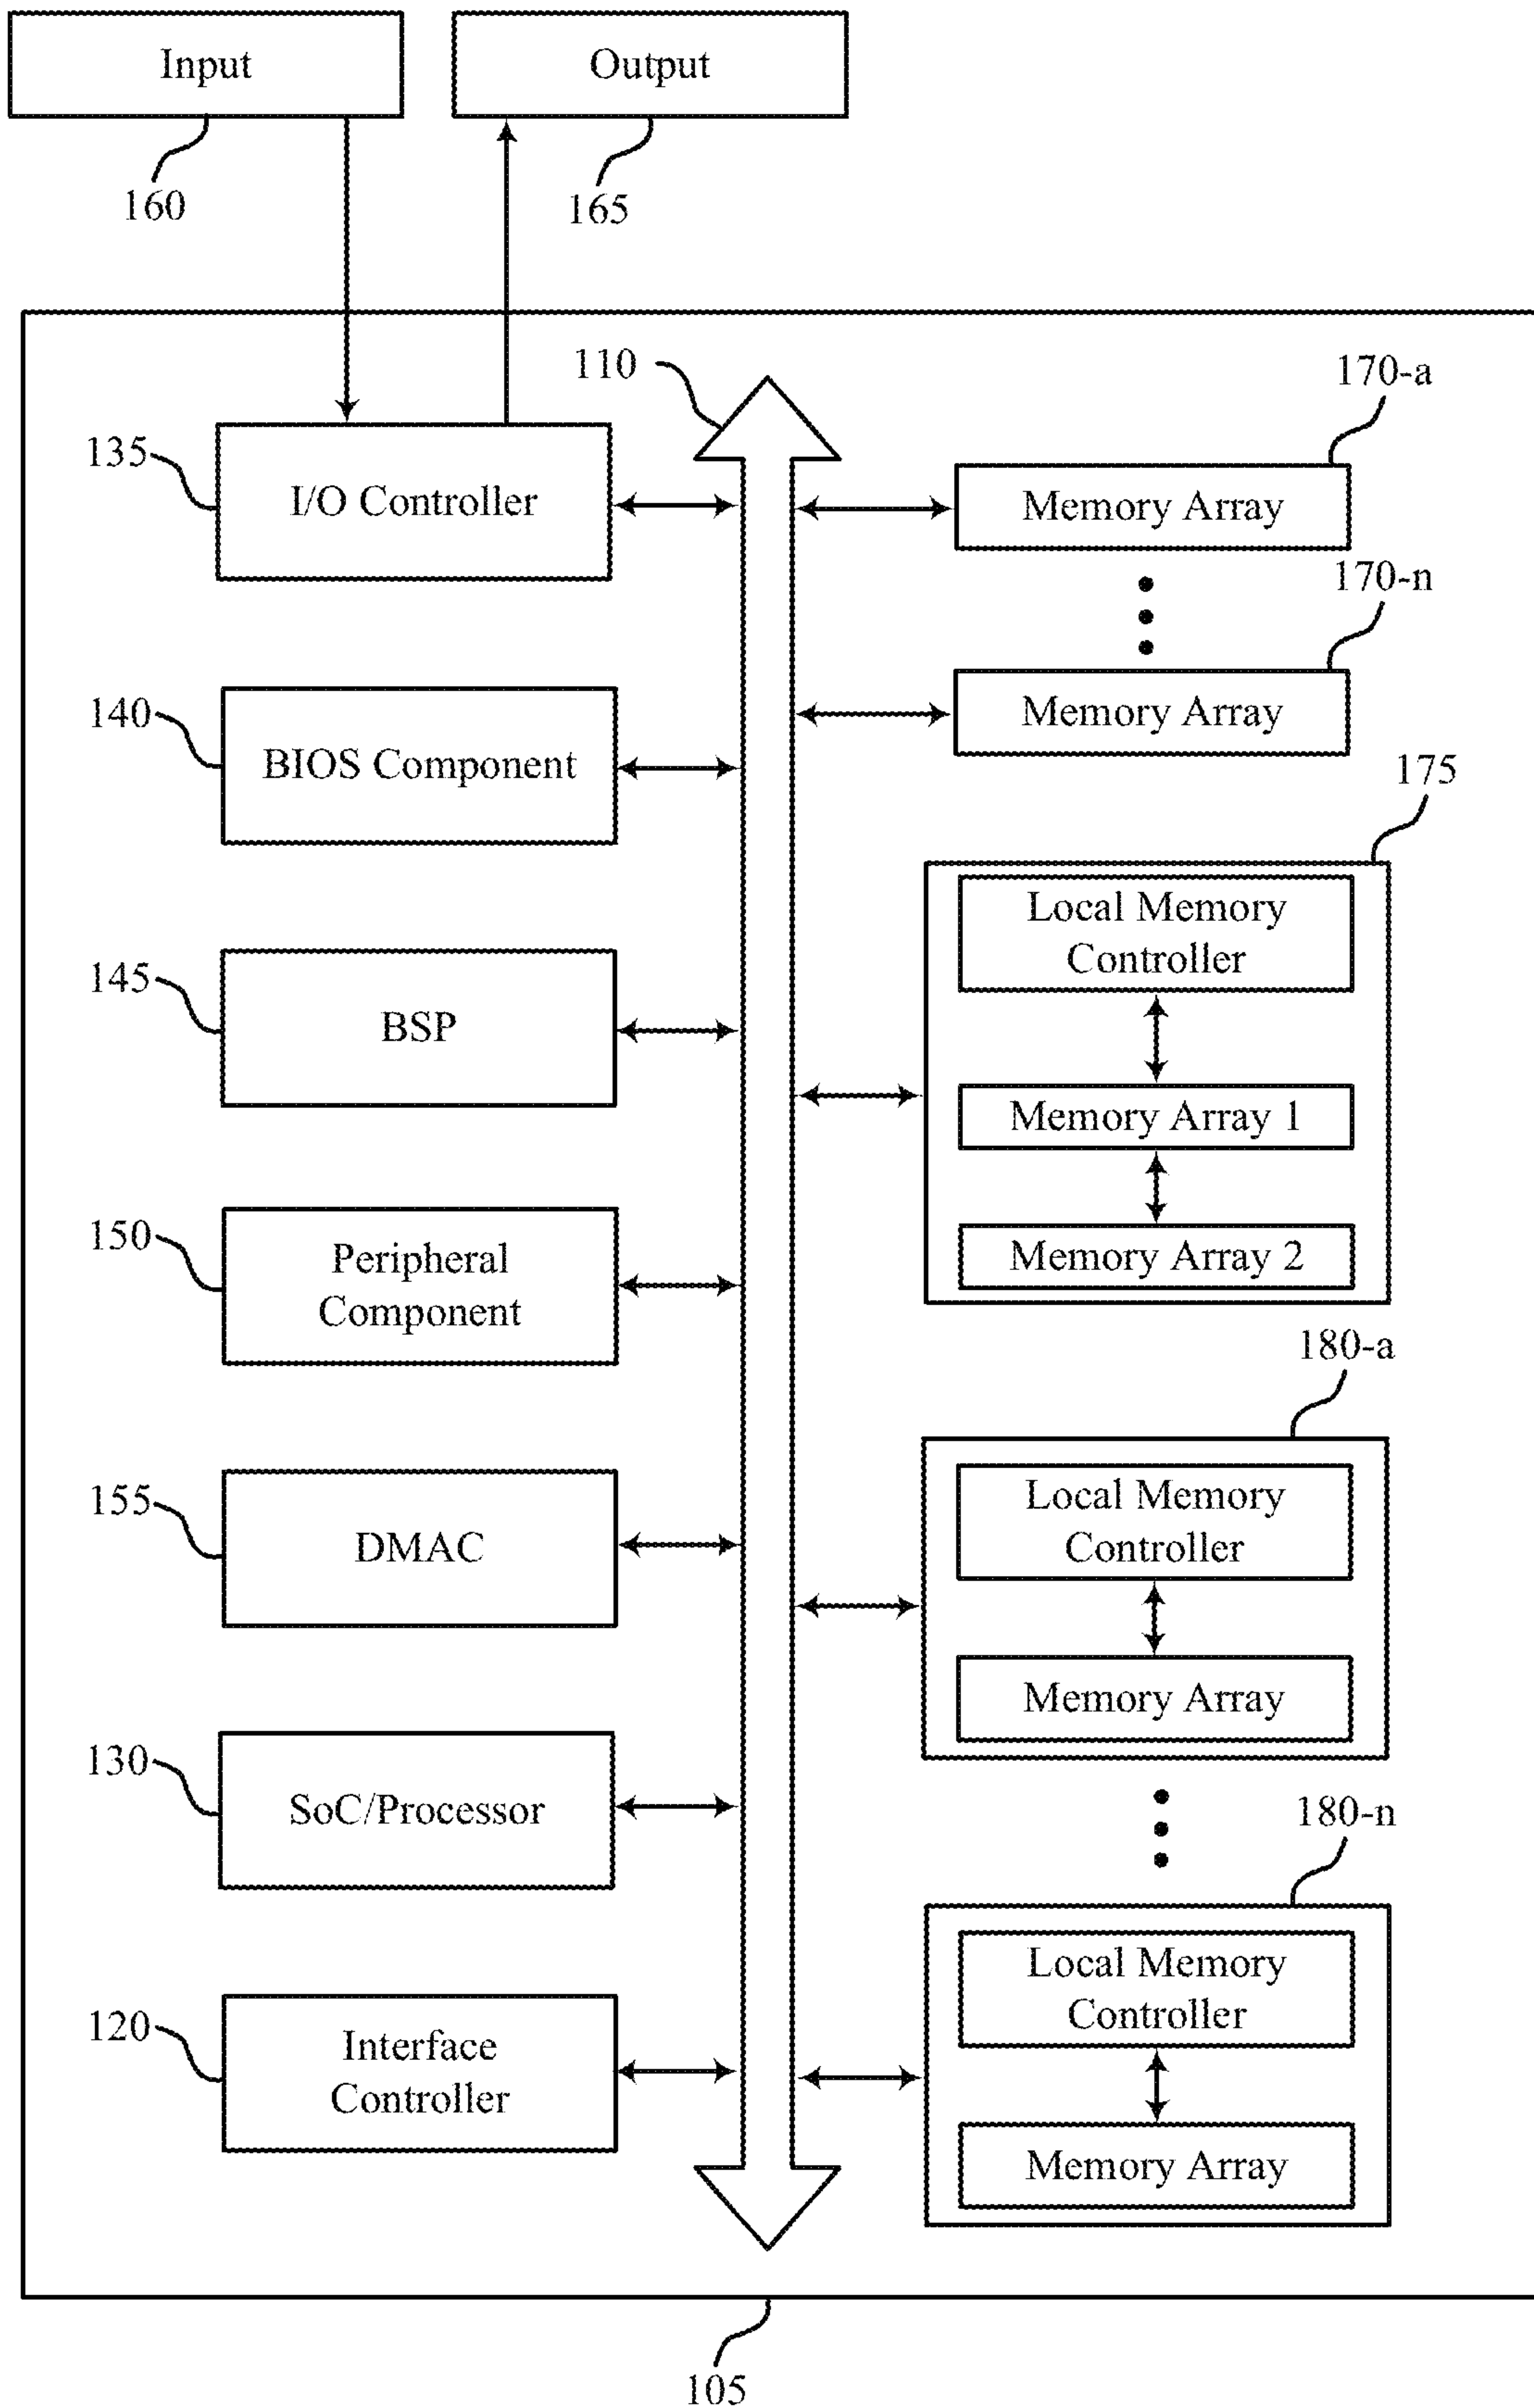 Input
Output
160
165
110
170-a
135
I/O Controller
Memory Array
170-n
140
BIOS Component
Memory Array
175
Local Memory
Controller
145
BSP
Memory Array 1
150
Peripheral
Component
Memory Array 2
180-a
155
DMAC
Local Memory
Controller
Memory Array
130
SoC/Processor
180-n
120
Interface
Controller
Local Memory
Controller
Memory Array
105